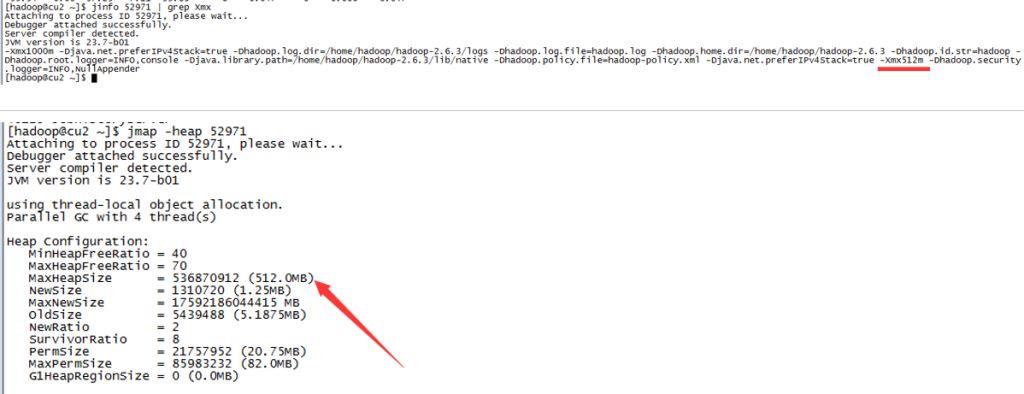 [hadoop@cu2 ~]$ jinfo 52971 | grep Xmx
Attaching to process ID 52971, please wait...
Debugger attached successfully.
Server compiler detected.
JVM version is 23.7-b01
-Xmx1000m -Djava.net.preferIPv4Stack=true -Dhadoop.log.dir=/home/hadoop/hadoop-2.6.3/logs -Dhadoop.log.file=hadoop.log -Dhadoop.home.dir=/home/hadoop/hadoop-2.6.3 -Dhadoop.id.str=hadoop -
Dhadoop.root.logger=INFO,console -Djava.library.path=/home/hadoop/hadoop-2.6.3/lib/native -Dhadoop.policy.file=hadoop-policy.xml -Djava.net.preferIPv4Stack=true -Xmx512m -Dhadoop.security
.logger=INFO,NullAppender
[hadoop@cu2 ~]$
[hadoop@cu2 ~]$ jmap -heap 52971
Attaching to process ID 52971, please wait...
Debugger attached successfully.
Server compiler detected.
JVM version is 23.7-b01
using thread-local object allocation.
Parallel GC with 4 thread(s)
Heap Configuration:
MinHeapFreeRatio = 40
MaxHeapFreeRatio = 70
MaxHeapSize = 536870912 (512.0MB)
NewSize = 1310720 (1.25MB)
MaxNewSize = 17592186044415 MB
OldSize = 5439488 (5.1875MB)
NewRatio = 2
SurvivorRatio = 8
PermSize = 21757952 (20.75MB)
MaxPermSize = 85983232 (82.0MB)
G1HeapRegionSize = 0 (0.0MB)